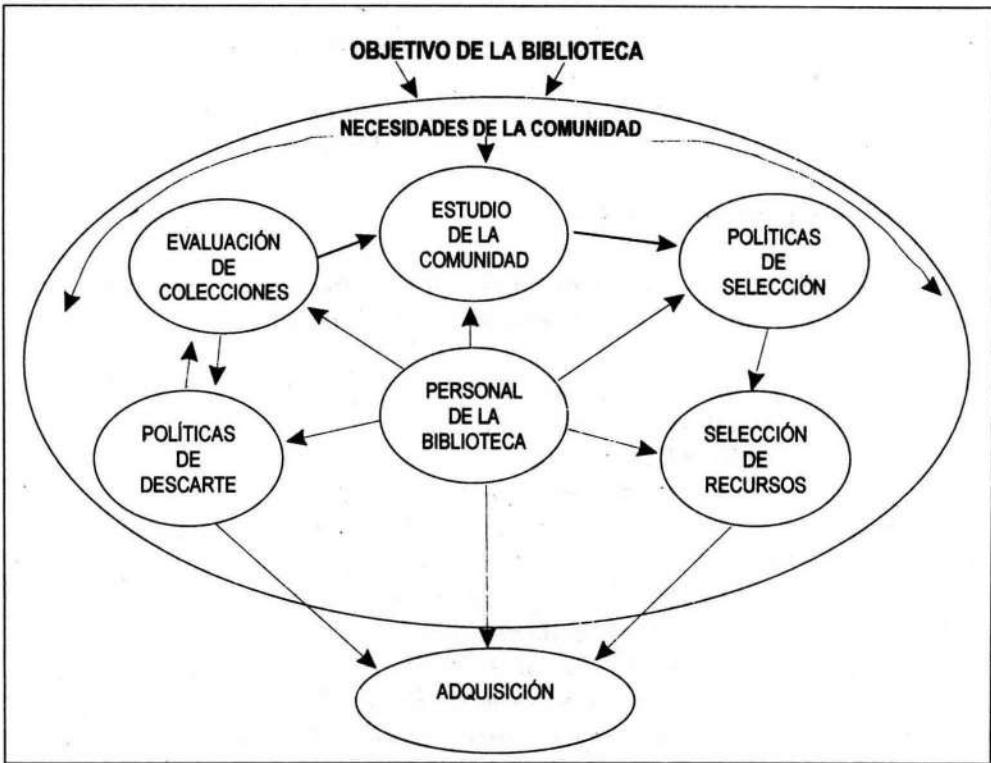 OBJETIVO DE LA BIBLIOTECA
NECESIDADES DE LA COMUNIDAD
ESTUDIO
DE LA
COMUNIDAD
EVALUACIÓN
DE
COLECCIONES
POLÍTICAS
DE
SELECCIÓN
PERSONAL
DE LA
BIBLIOTECA
POLÍTICAS
DE
DESCARTE
SELECCIÓN
DE
RECURSOS
ADQUISICIÓN